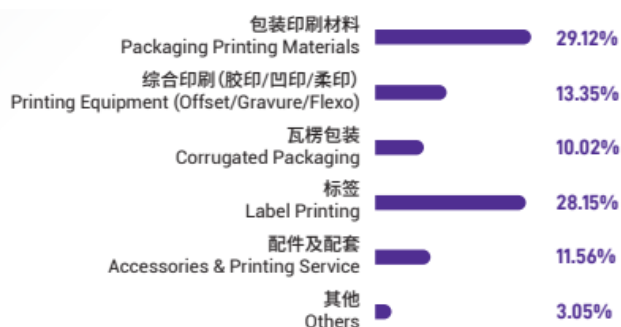 包装印刷材料
Packaging Printing Materials 29.12%
综合印刷(胶印/凹印/柔印)
Printing Equipment (Offset/Gravure/Flexo) 13.35%
瓦楞包装
Corrugated Packaging 10.02%
标签
Label Printing 28.15%
配件及配套
Accessories & Printing Service 11.56%
其他
Others 3.05%